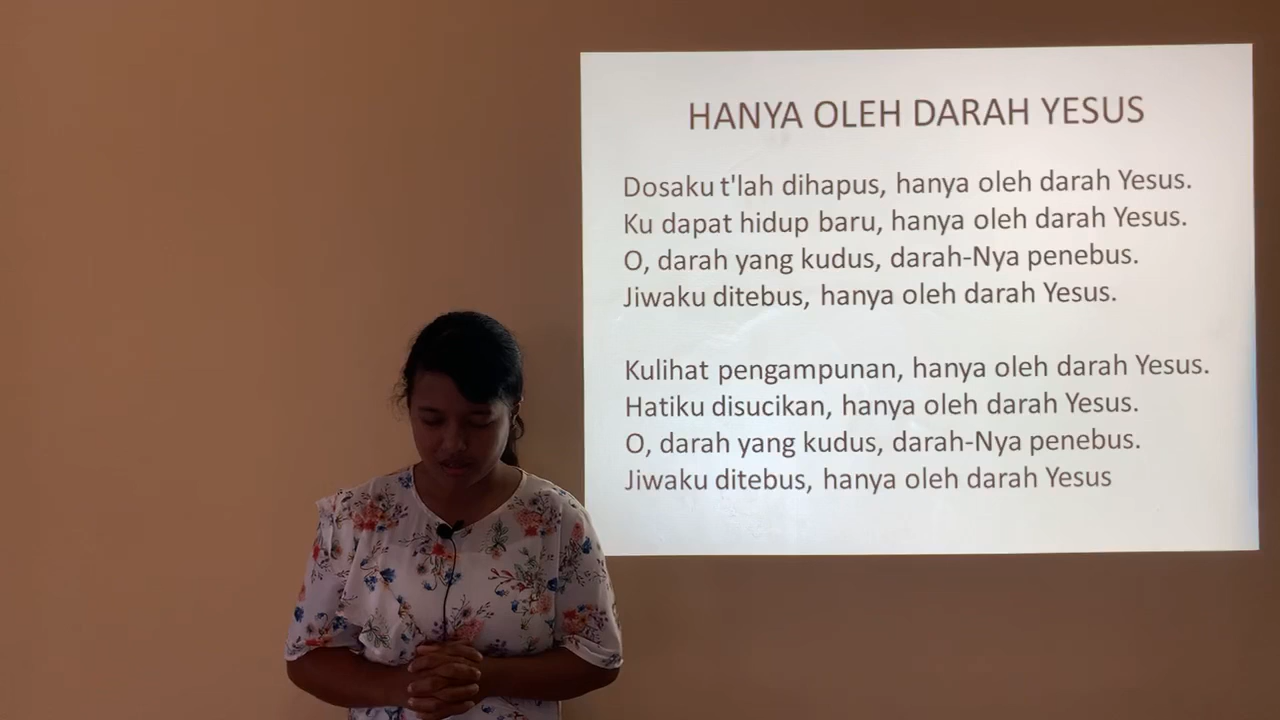 HANYA OLEH DARAH YESUS
Dosaku t'lah dihapus, hanya oleh darah Yesus.
Ku dapat hidup baru, hanya oleh darah Yesus.
O, darah yang kudus, darah-Nya penebus.
Jiwaku ditebus, hanya oleh darah Yesus.
Kulihat pengampunan, hanya oleh darah Yesus.
Hatiku disucikan, hanya oleh darah Yesus.
O, darah yang kudus, darah-Nya penebus.
Jiwaku ditebus, hanya oleh darah Yesus